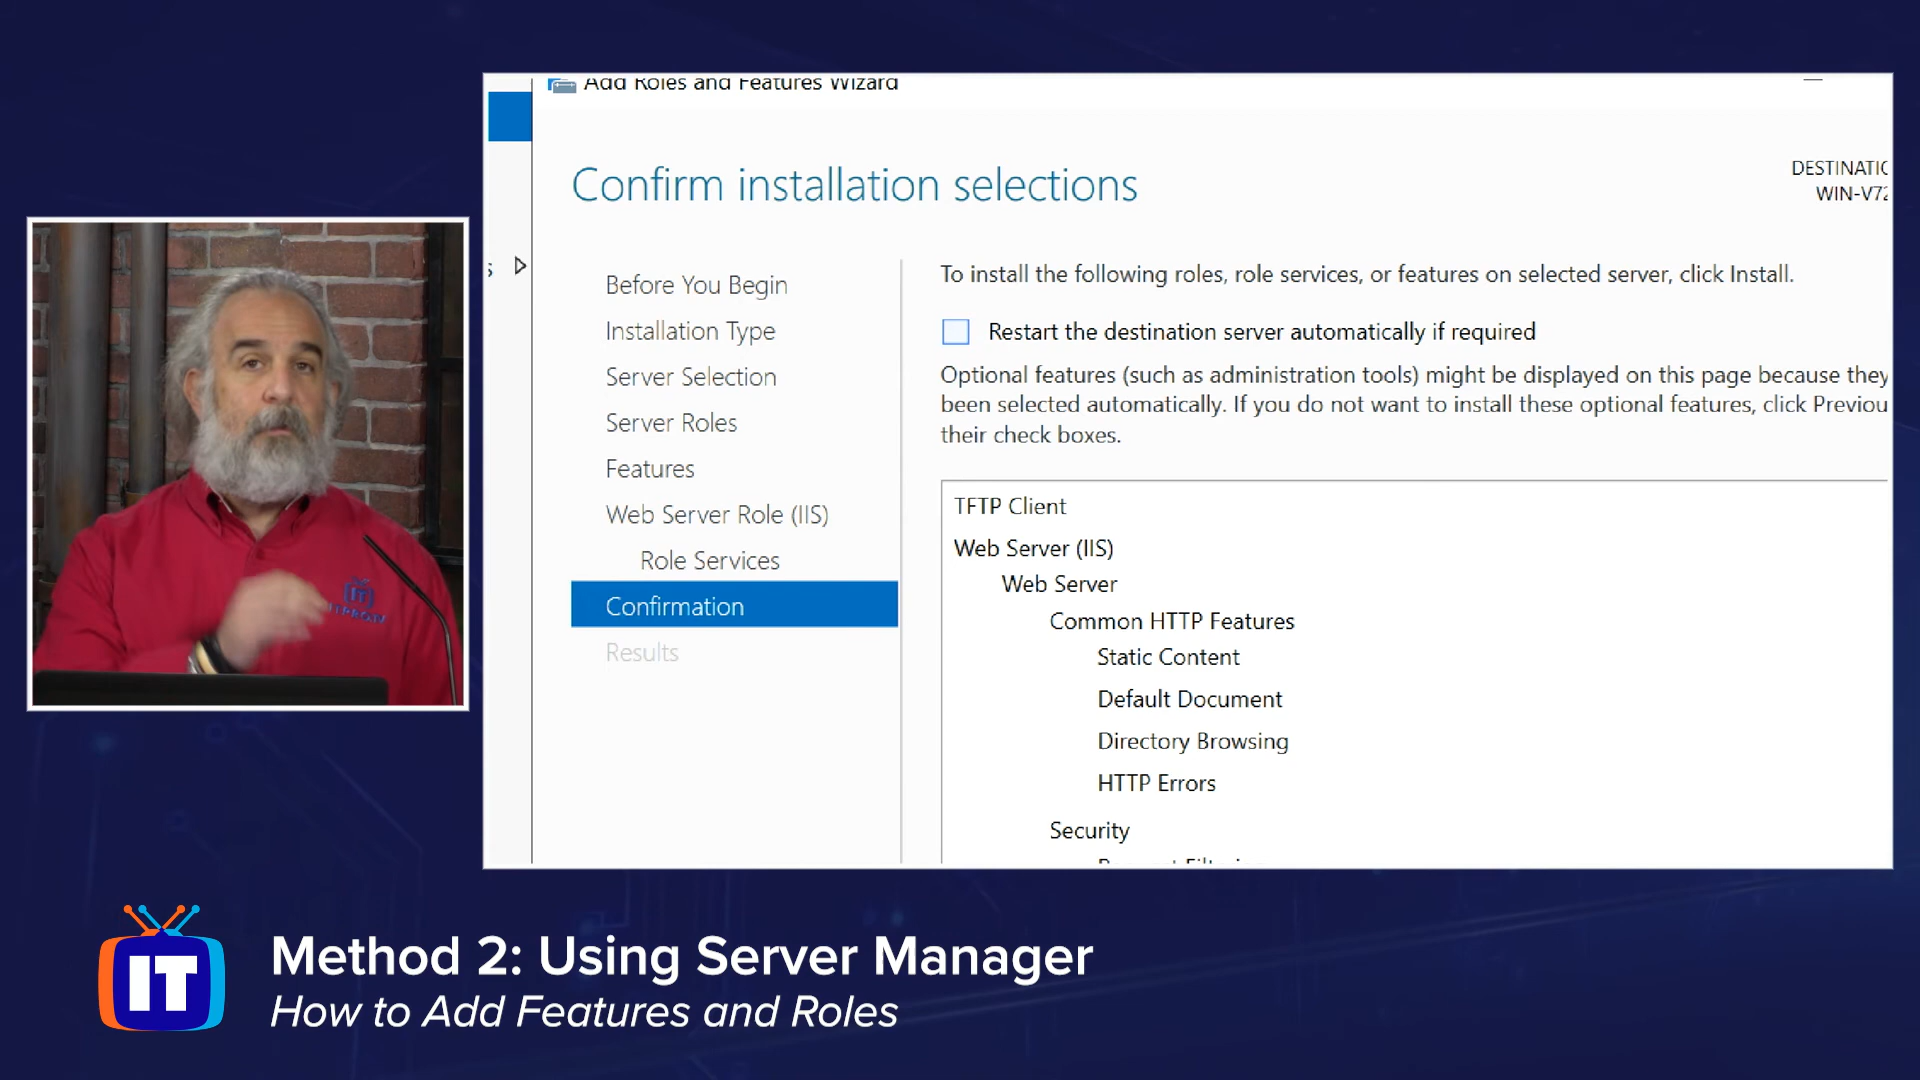 Add Roles and Features Wizard
Confirm installation selections
DESTINATIO
WIN-V72
Before You Begin
Installation Type
Server Selection
Server Roles
Features
Web Server Role (IIS)
Role Services
Confirmation
Results
To install the following roles, role services, or features on selected server, click Install.
Restart the destination server automatically if required
Optional features (such as administration tools) might be displayed on this page because they
been selected automatically. If you do not want to install these optional features, click Previou
their check boxes.
TFTP Client
Web Server (IIS)
Web Server
Common HTTP Features
Static Content
Default Document
Directory Browsing
HTTP Errors
Security
IT
IT
Method 2: Using Server Manager
How to Add Features and Roles